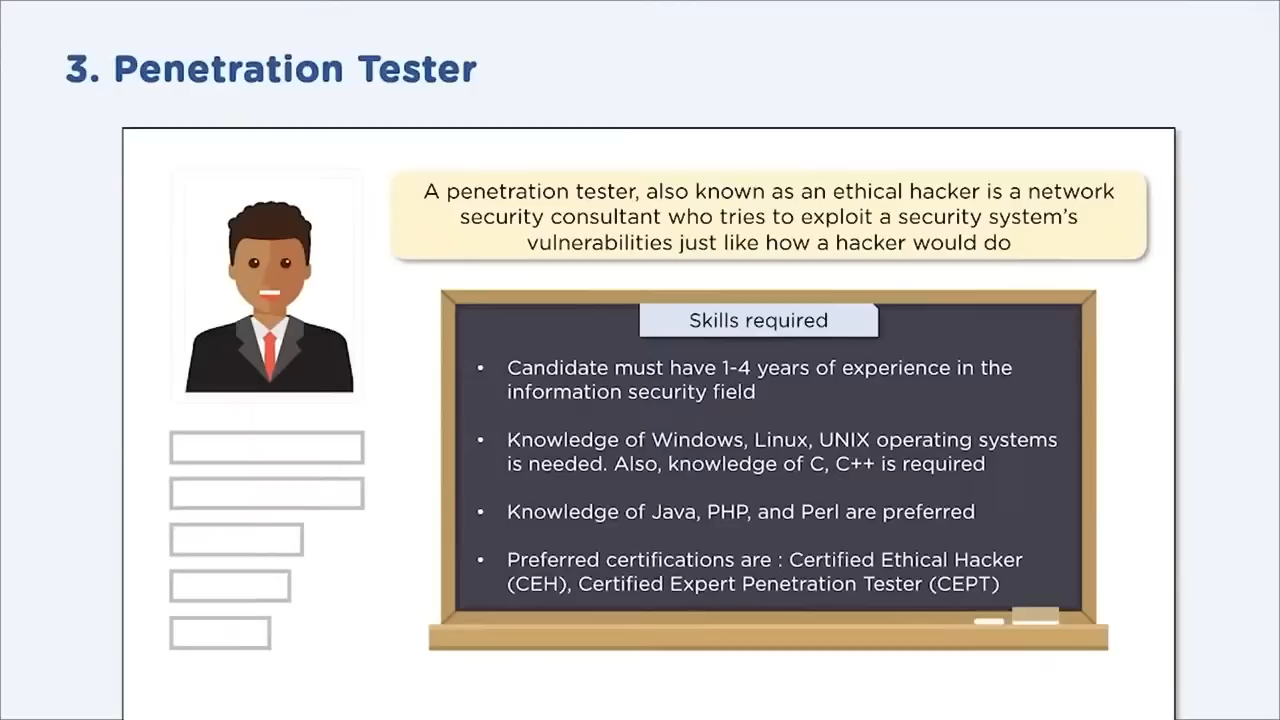 3. Penetration Tester
A penetration tester, also known as an ethical hacker is a network
security consultant who tries to exploit a security system's
vulnerabilities just like how a hacker would do
Skills required
• Candidate must have 1-4 years of experience in the
information security field
• Knowledge of Windows, Linux, UNIX operating systems
is needed. Also, knowledge of C, C++ is required
• Knowledge of Java, PHP, and Perl are preferred
• Preferred certifications are : Certified Ethical Hacker
(CEH), Certified Expert Penetration Tester (CEPT)